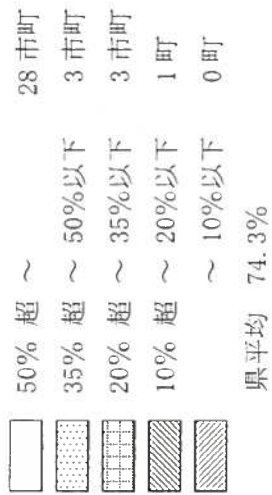 50% 超 ～ 28 市町
35% 超 ～ 50%以下 3 市町
20% 超 ～ 35%以下 3 市町
10% 超 ～ 20%以下 1 町
～ 10%以下 0 町
県平均 74.3%